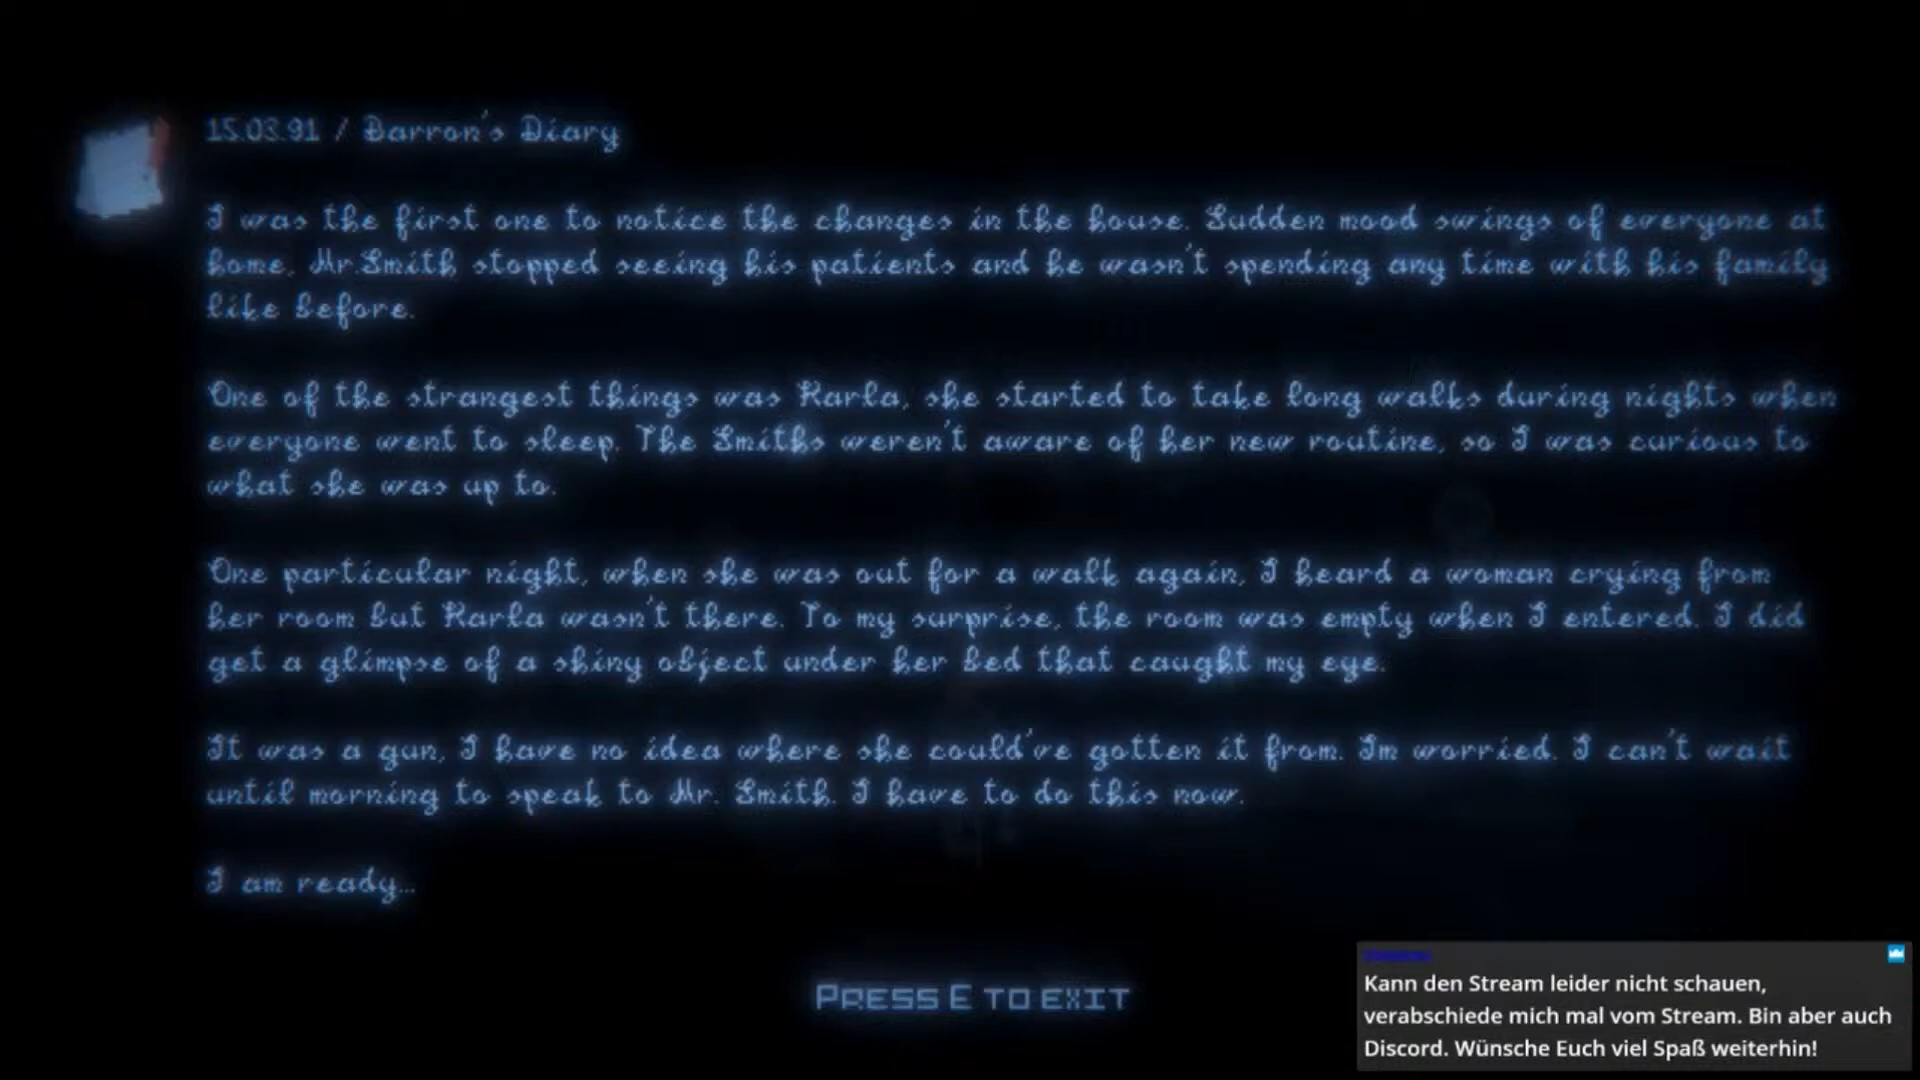 15.03.91 / Barron's Diary
I was the first one to notice the changes in the house. Sudden mood swings of everyone at
home. Mr.Smith stopped seeing his patients and he wasn't spending any time with his family
like before.
One of the strangest things was Karla, she started to take long walks during nights when
everyone went to sleep. The Smiths weren't aware of her new routine, so I was curious to
what she was up to.
One particular night, when she was out for a walk again, I heard a woman crying from
her room but Karla wasn't there. To my surprise, the room was empty when I entered. I did
get a glimpse of a shiny object under her bed that caught my eye.
It was a gun, I have no idea where she could've gotten it from. Im worried. I can't wait
until morning to speak to Mr. Smith. I have to do this now.
I am ready...
PRESS E TO EXIT
Kann den Stream leider nicht schauen,
verabschiede mich mal vom Stream. Bin aber auch
Discord. Wünsche Euch viel Spaß weiterhin!